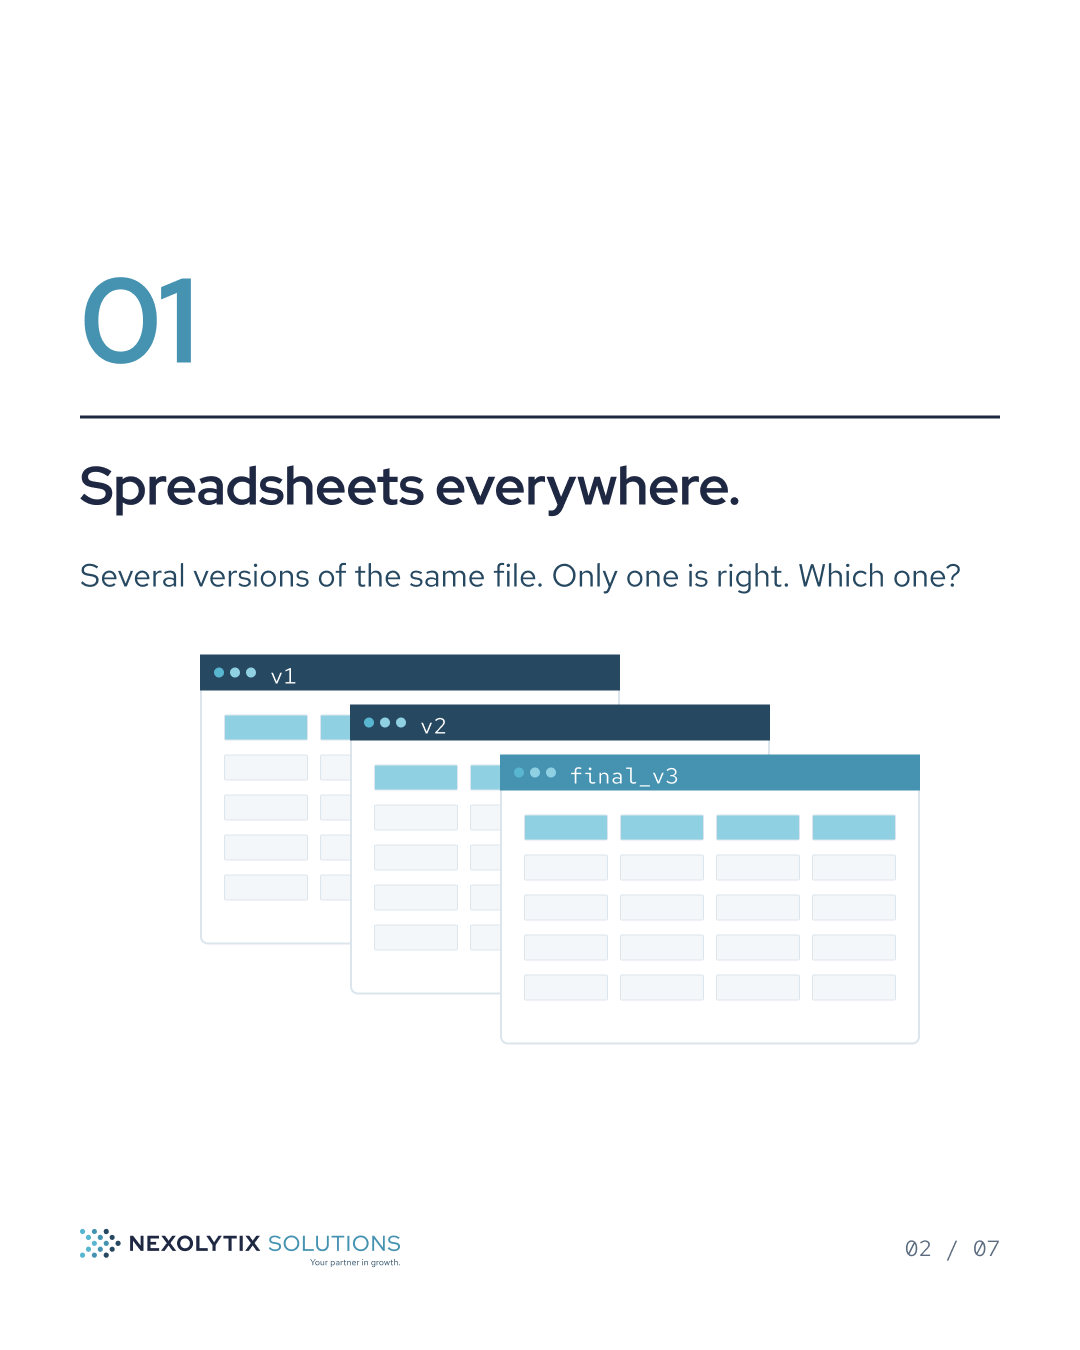 01
Spreadsheets everywhere.
Several versions of the same file. Only one is right. Which one?
v1
v2
final_v3
NEXOLYTIX SOLUTIONS
Your partner in growth.
02 / 07